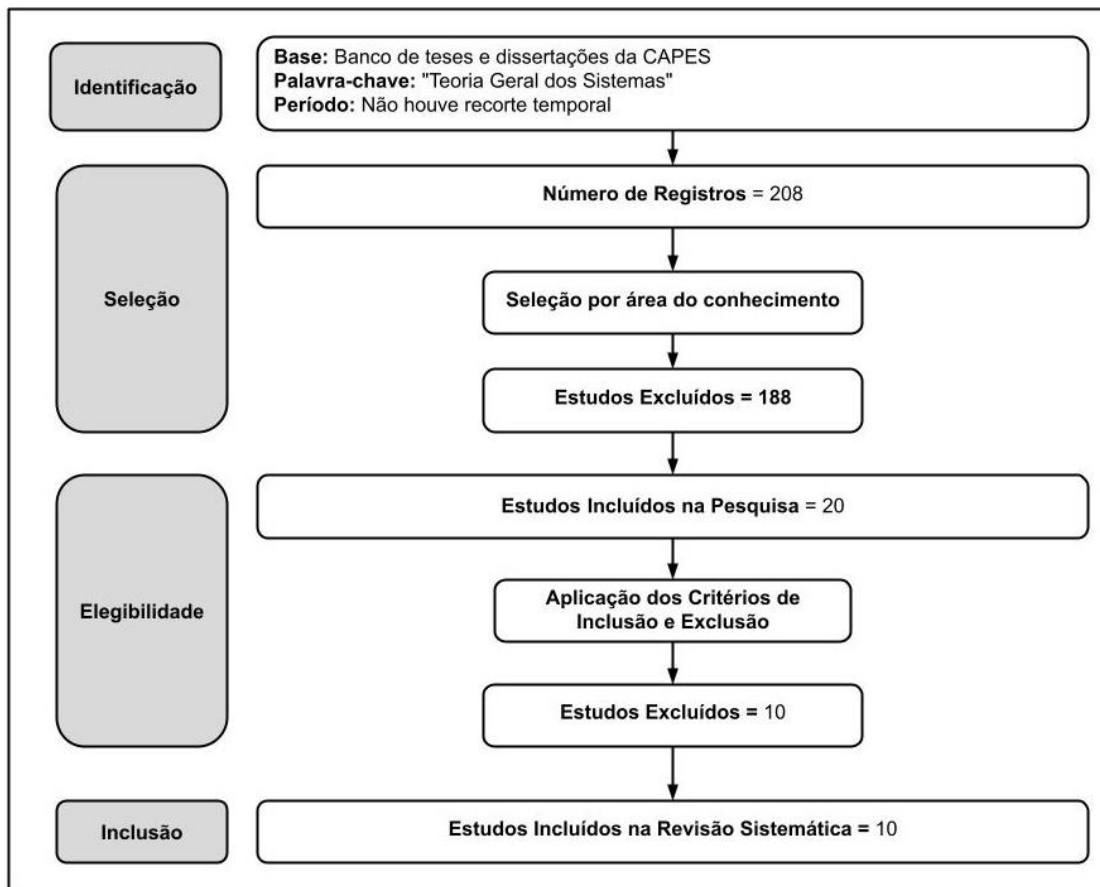 Identificação
Base: Banco de teses e dissertações da CAPES
Palavra-chave: "Teoria Geral dos Sistemas"
Período: Não houve recorte temporal
Seleção
Número de Registros = 208
Seleção por área do conhecimento
Estudos Excluídos = 188
Elegibilidade
Estudos Incluídos na Pesquisa = 20
Aplicação dos Critérios de
Inclusão e Exclusão
Estudos Excluídos = 10
Inclusão
Estudos Incluídos na Revisão Sistemática = 10